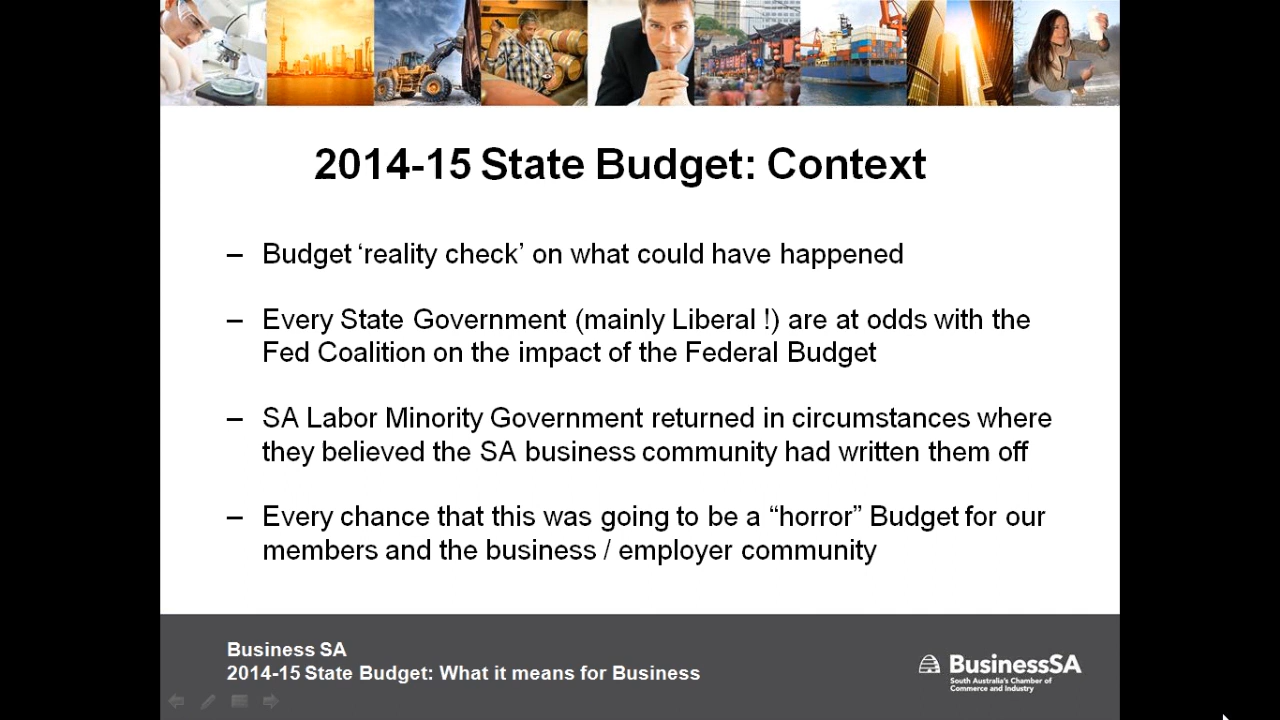 2014-15 State Budget: Context
– Budget ‘reality check’ on what could have happened
– Every State Government (mainly Liberal !) are at odds with the
Fed Coalition on the impact of the Federal Budget
– SA Labor Minority Government returned in circumstances where
they believed the SA business community had written them off
– Every chance that this was going to be a “horror” Budget for our
members and the business / employer community
Business SA
2014-15 State Budget: What it means for Business
BusinessSA
South Australia's Chamber of
Commerce and Industry